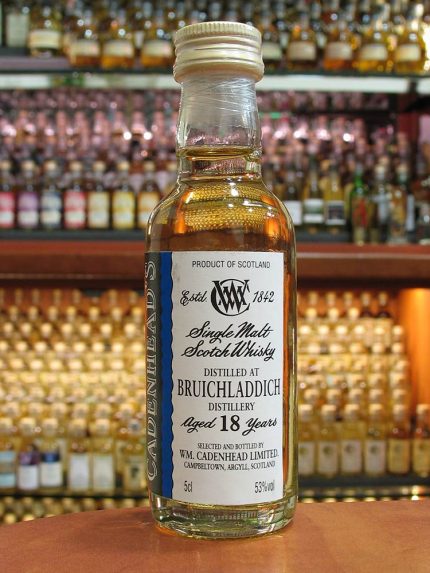 CADENHEAD'S
PRODUCT OF SCOTLAND
Estd 1842
Single Malt
Scotch Whisky
DISTILLED AT
BRUICHLADDICH
DISTILLERY
Aged 18 Years
SELECTED AND BOTTLED BY
WM. CADENHEAD LIMITED.
CAMPBELTOWN, ARGYLL, SCOTLAND
5cl 53%vol